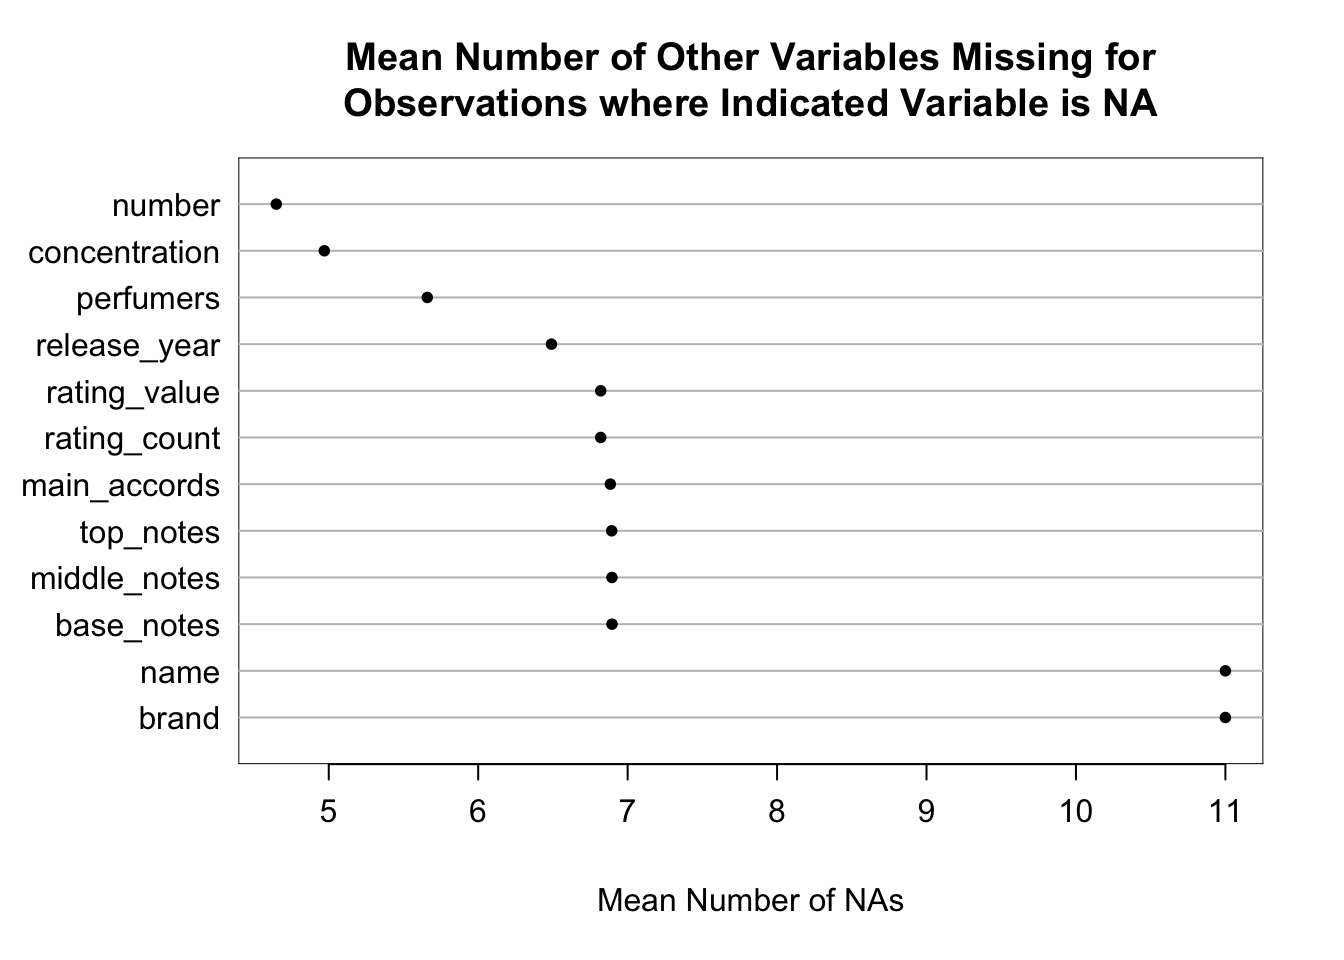 Mean Number of Other Variables Missing for
Observations where Indicated Variable is NA
number
concentration
perfumers
release_year
rating_value
rating_count
main_accords
top_notes
middle_notes
base_notes
name
brand
5 6 7 8 9 10 11
Mean Number of NAs